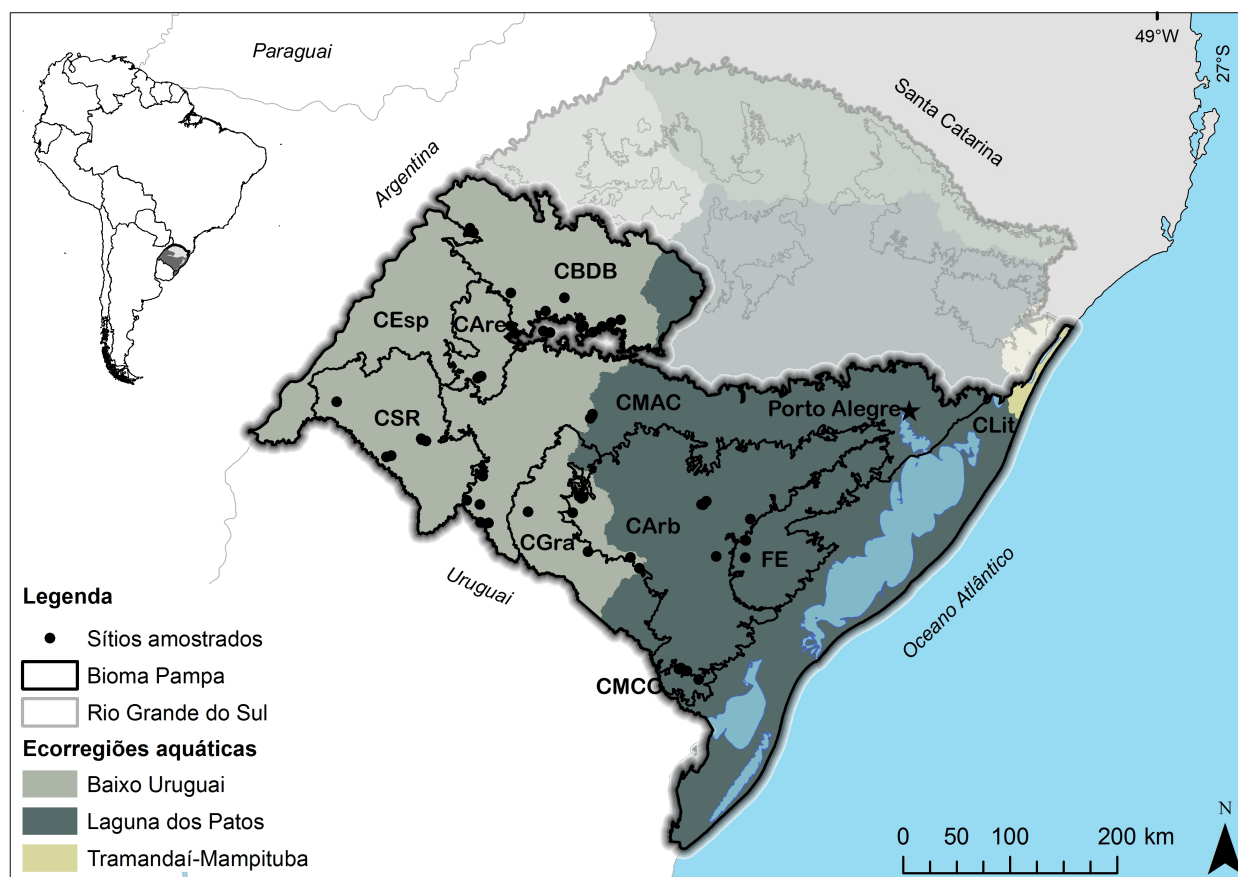 49°W
27°S
Paraguai
Santa Catarina
Argentina
CBDB
CEsp
CAre
CSR
CMAC
Porto Alegre
CLit
CArb
CGra
FE
Uruguai
Oceano Atlântico
CMCC
Legenda
Sítios amostrados
Bioma Pampa
Rio Grande do Sul
Ecorregiões aquáticas
Baixo Uruguai
Laguna dos Patos
Tramandaí-Mampituba
0 50 100 200 km
N